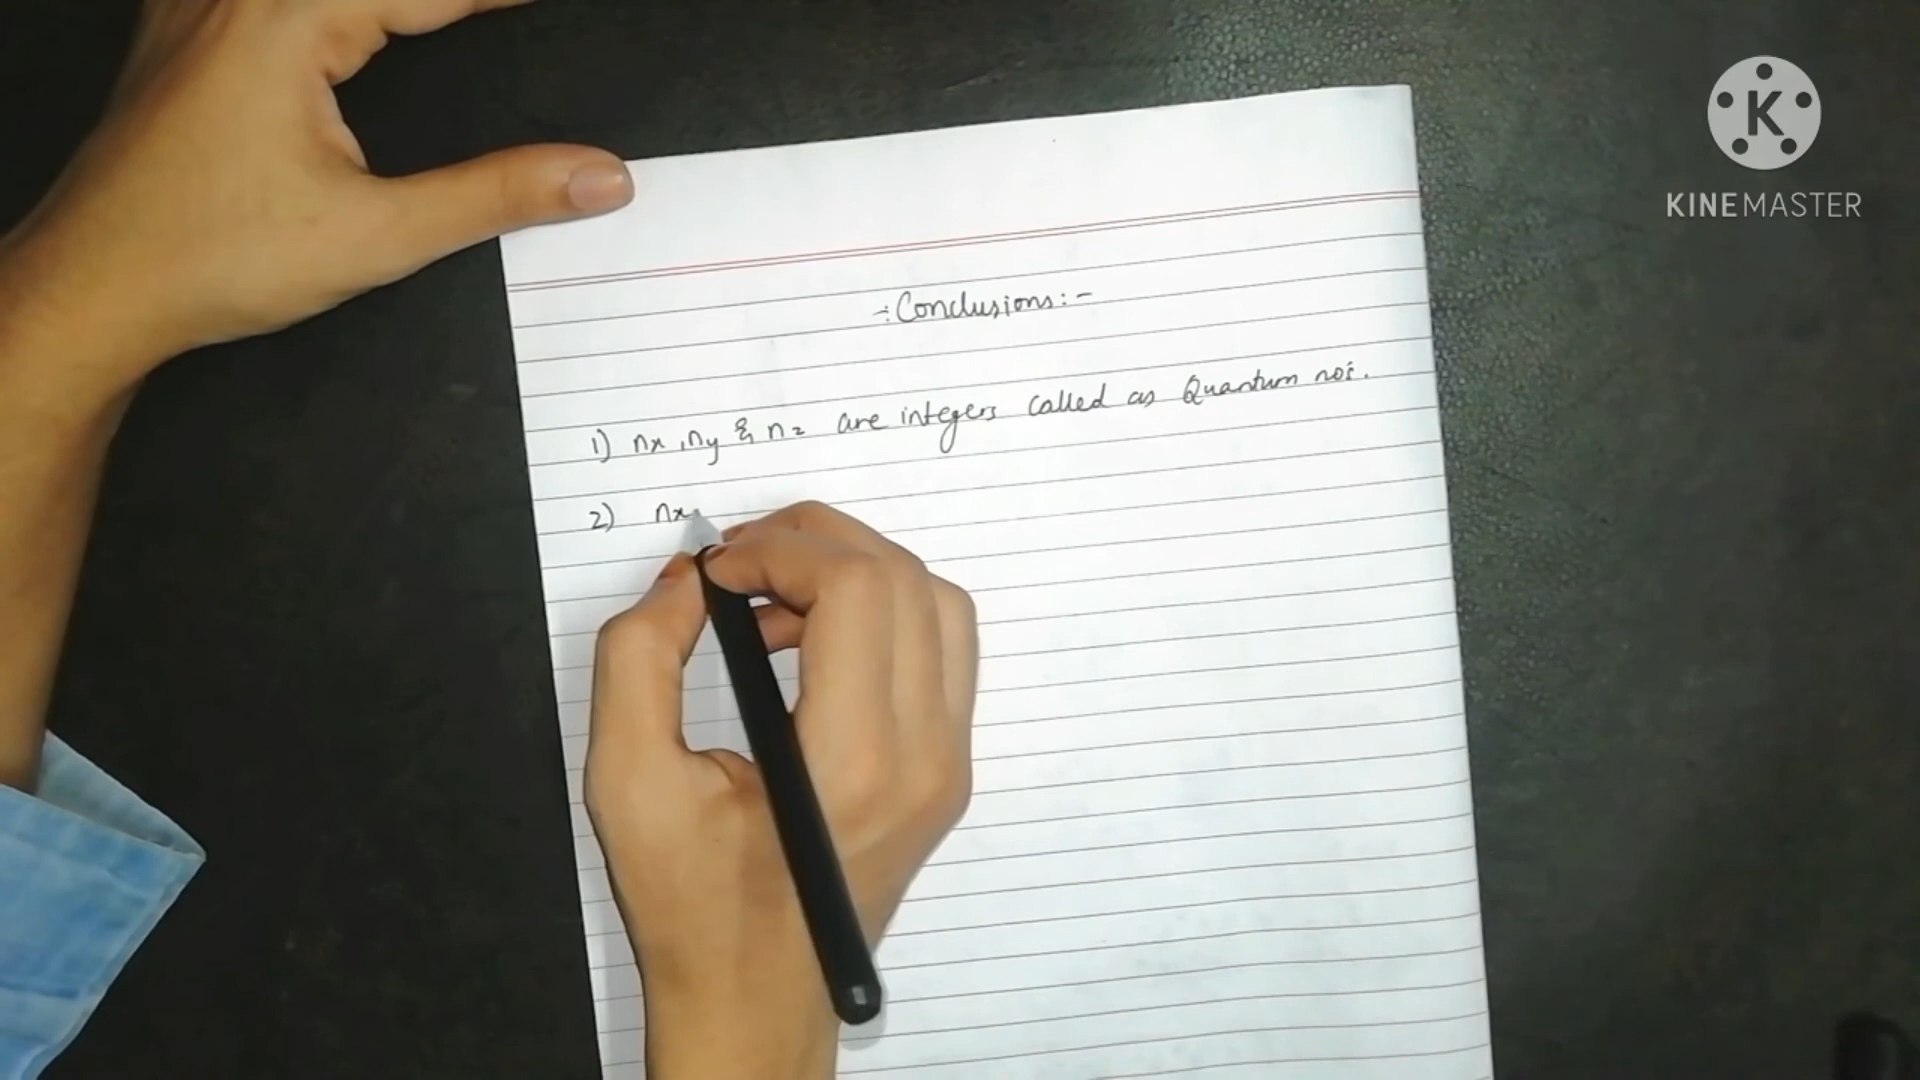 -:Conclusions:-
1) nx, ny & nz are integers called as Quantum nos.
2) nx
K
KINEMASTER